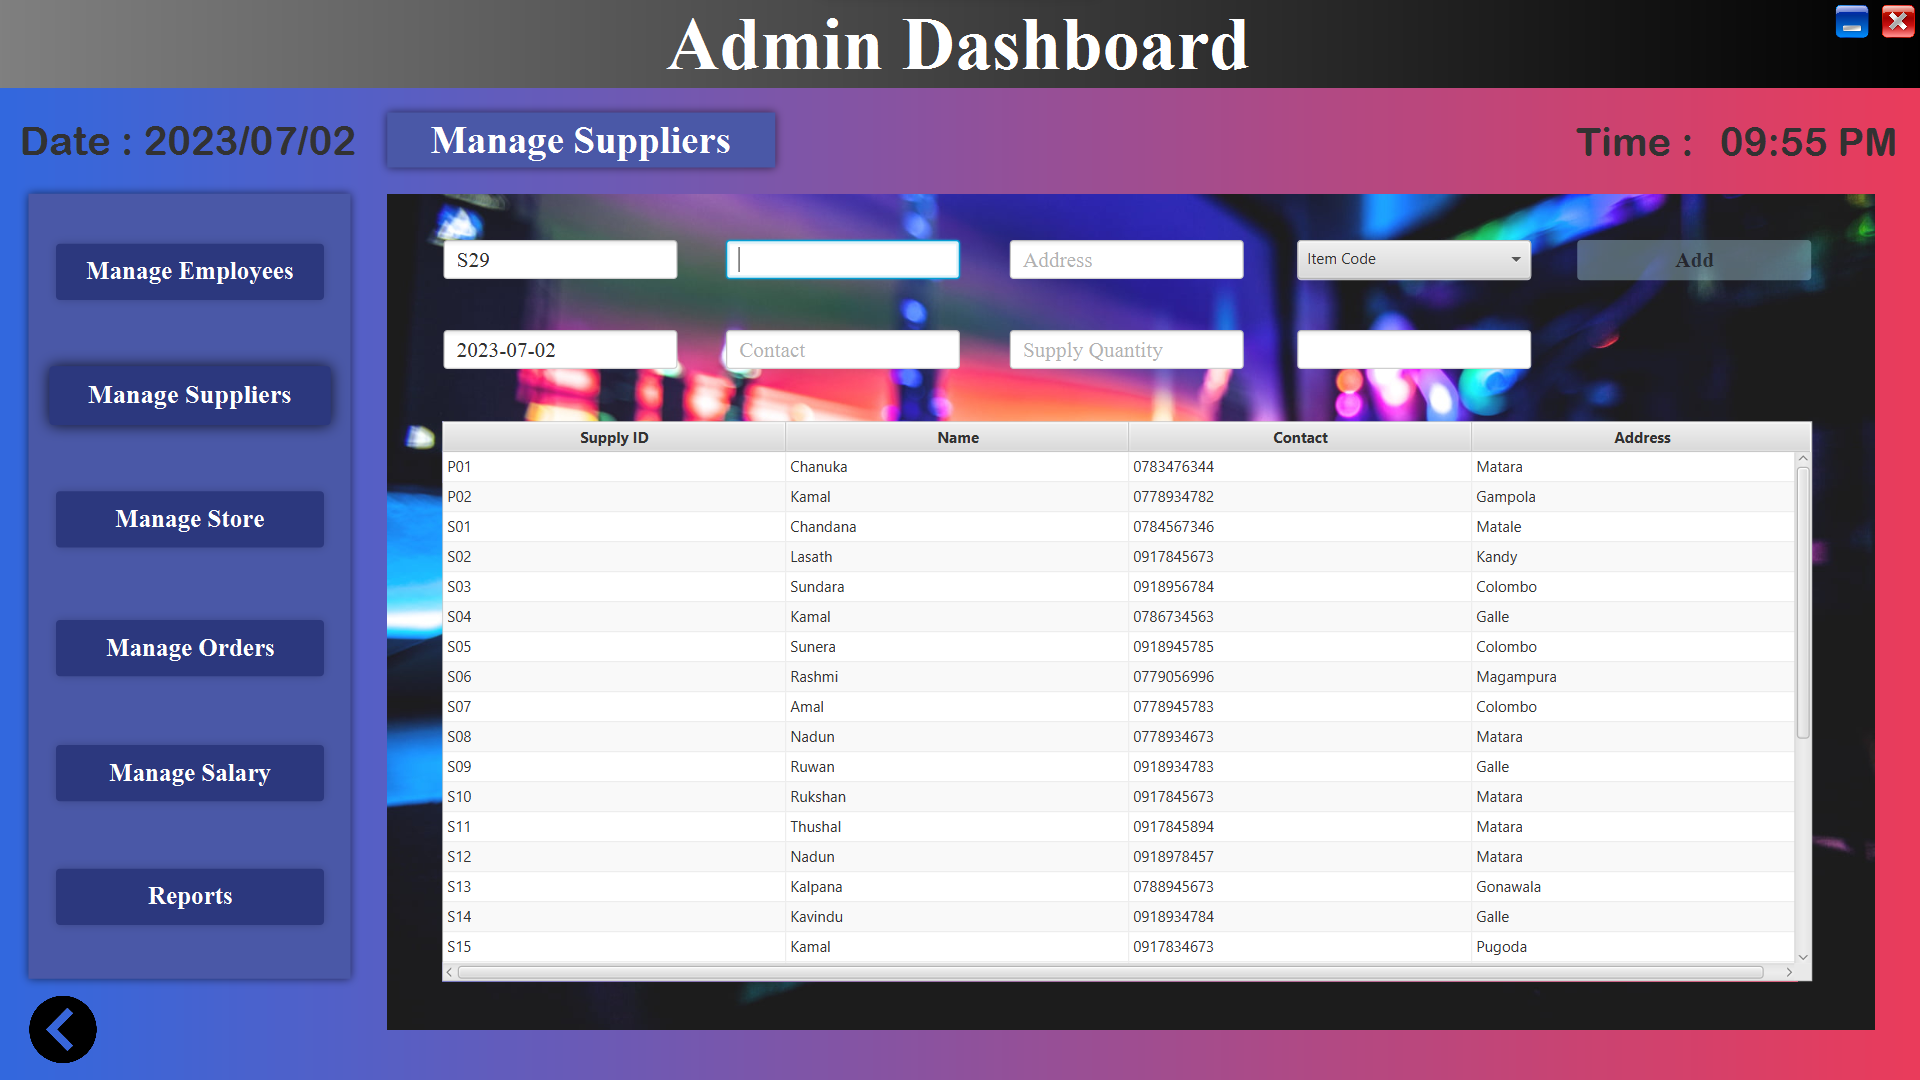 Admin Dashboard
Date : 2023/07/02
Manage Suppliers
Time : 09:55 PM
Manage Employees
Manage Suppliers
Manage Store
Manage Orders
Manage Salary
Reports
S29 Address Item Code Add
2023-07-02 Contact Supply Quantity
Supply ID Name Contact Address
P01 Chanuka 0783476344 Matara
P02 Kamal 0778934782 Gampola
S01 Chandana 0784567346 Matale
S02 Lasath 0917845673 Kandy
S03 Sundara 0918956784 Colombo
S04 Kamal 0786734563 Galle
S05 Sunera 0918945785 Colombo
S06 Rashmi 0779056996 Magampura
S07 Amal 0778945783 Colombo
S08 Nadun 0778934673 Matara
S09 Ruwan 0918934783 Galle
S10 Rukshan 0917845673 Matara
S11 Thushal 0917845894 Matara
S12 Nadun 0918978457 Matara
S13 Kalpana 0788945673 Gonawala
S14 Kavindu 0918934784 Galle
S15 Kamal 0917834673 Pugoda